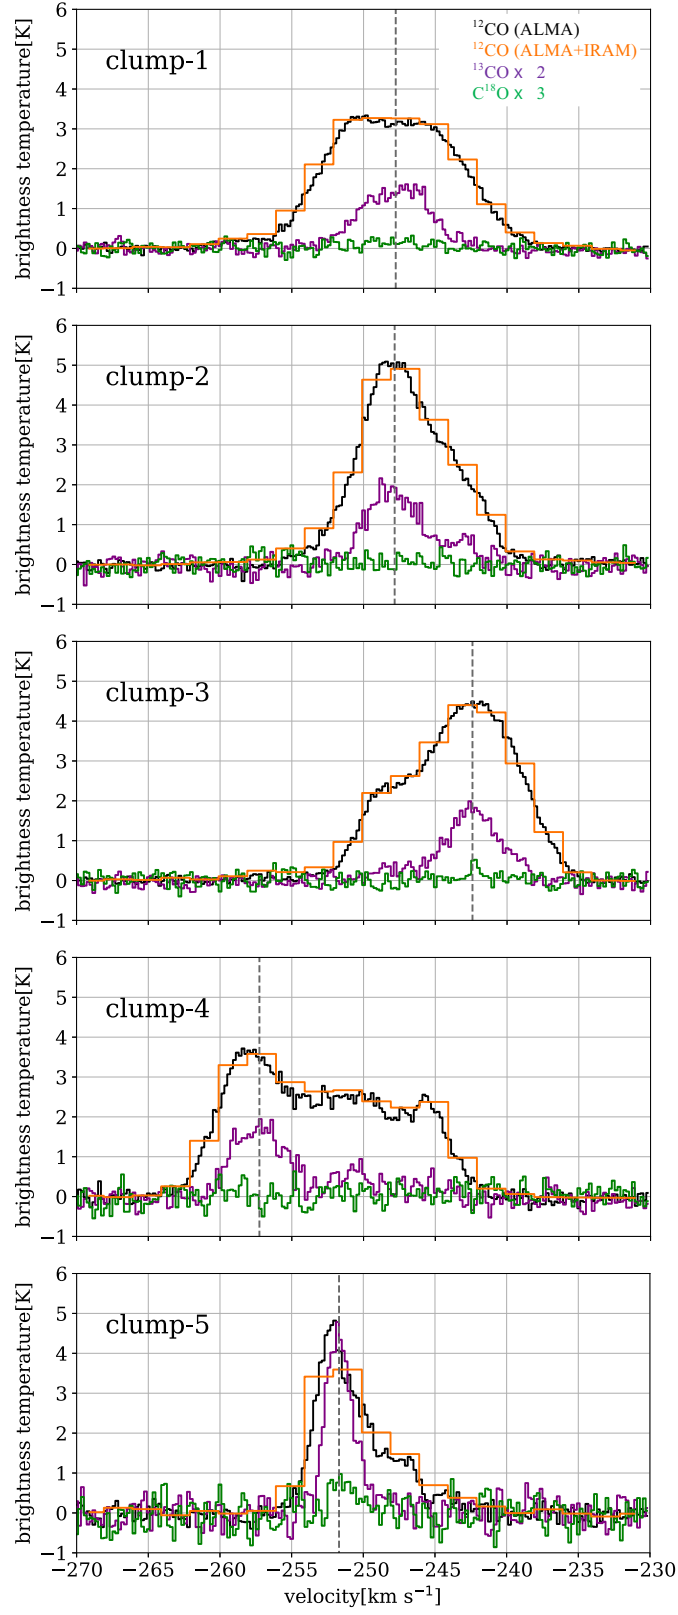 ¹²CO (ALMA)
¹²CO (ALMA+IRAM)
¹³CO x 2
C¹⁸O x 3
clump-1
brightness temperature[K]
6
5
4
3
2
1
0
−1
clump-2
brightness temperature[K]
6
5
4
3
2
1
0
−1
clump-3
brightness temperature[K]
6
5
4
3
2
1
0
−1
clump-4
brightness temperature[K]
6
5
4
3
2
1
0
−1
clump-5
brightness temperature[K]
6
5
4
3
2
1
0
−1
−270 −265 −260 −255 −250 −245 −240 −235 −230
velocity[km s⁻¹]